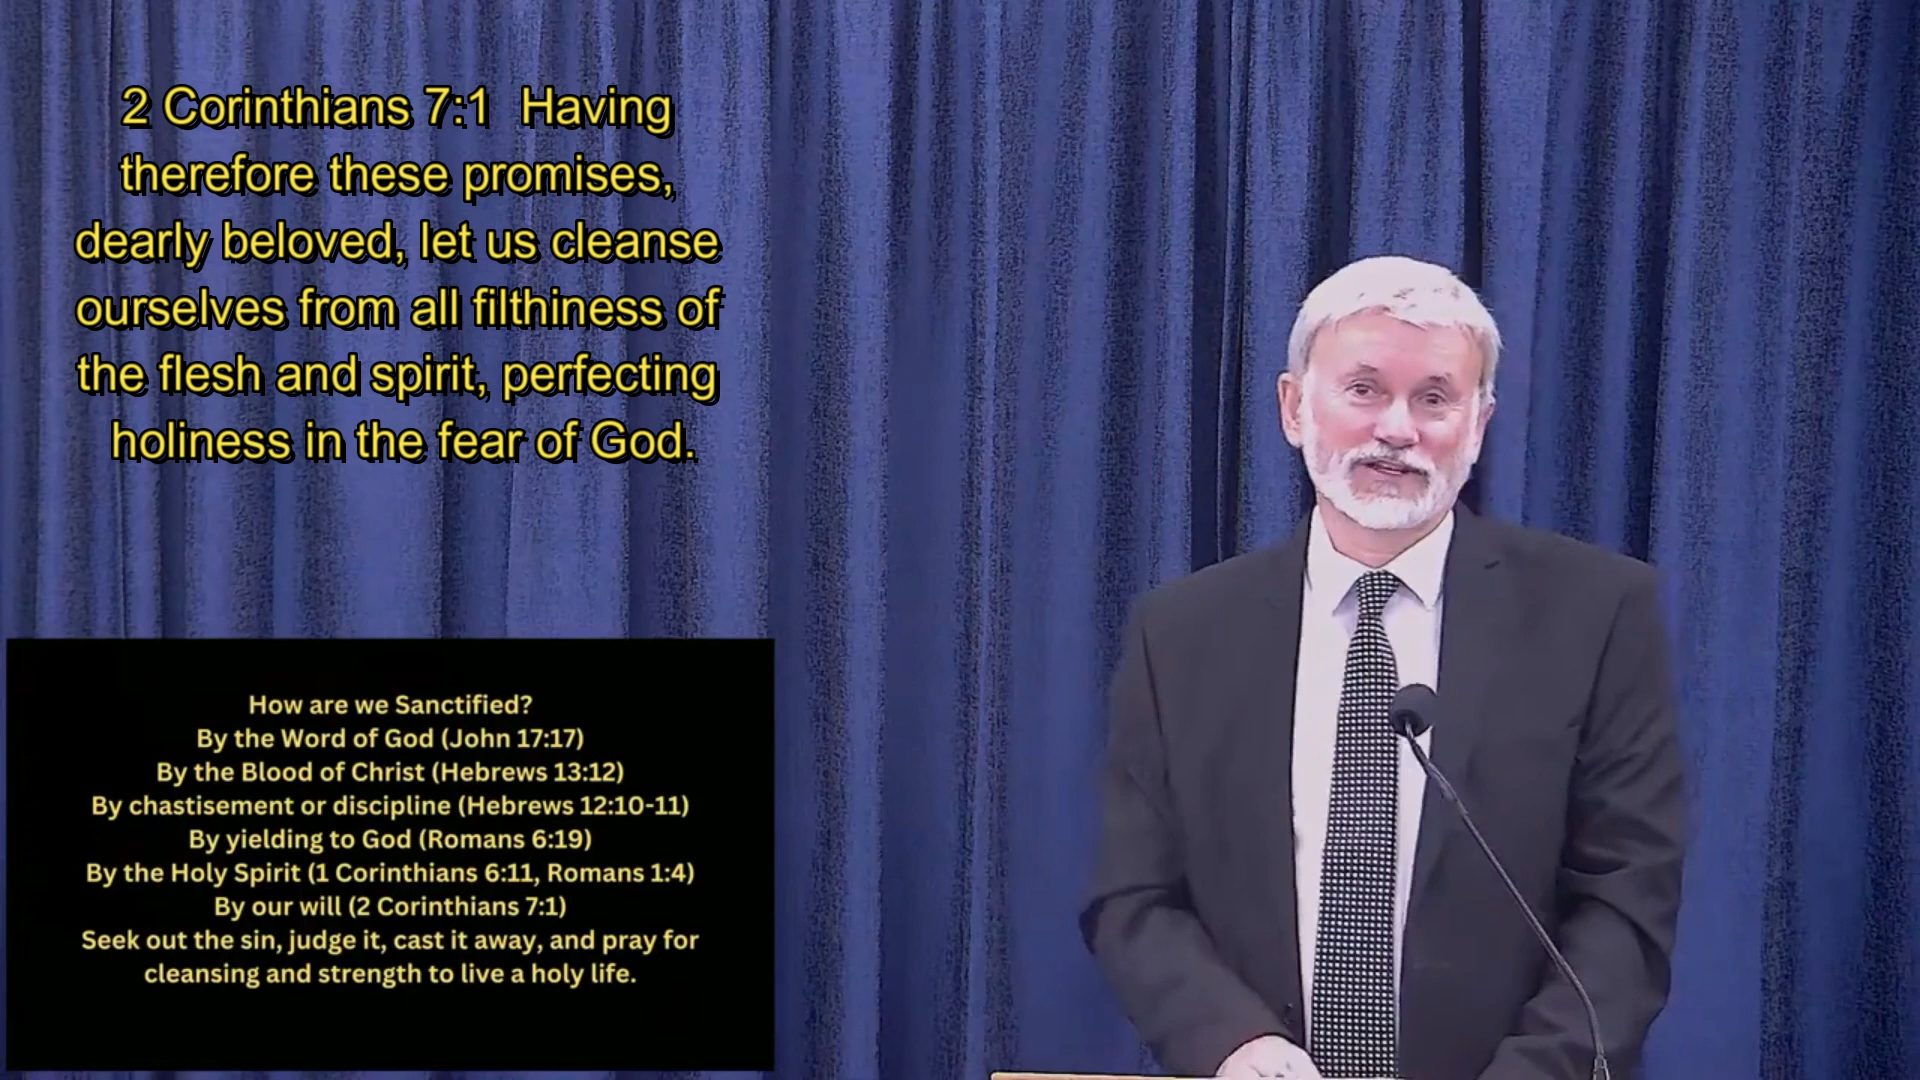 2 Corinthians 7:1  Having
therefore these promises,
dearly beloved, let us cleanse
ourselves from all filthiness of
the flesh and spirit, perfecting
holiness in the fear of God.
How are we Sanctified?
By the Word of God (John 17:17)
By the Blood of Christ (Hebrews 13:12)
By chastisement or discipline (Hebrews 12:10-11)
By yielding to God (Romans 6:19)
By the Holy Spirit (1 Corinthians 6:11, Romans 1:4)
By our will (2 Corinthians 7:1)
Seek out the sin, judge it, cast it away, and pray for
cleansing and strength to live a holy life.